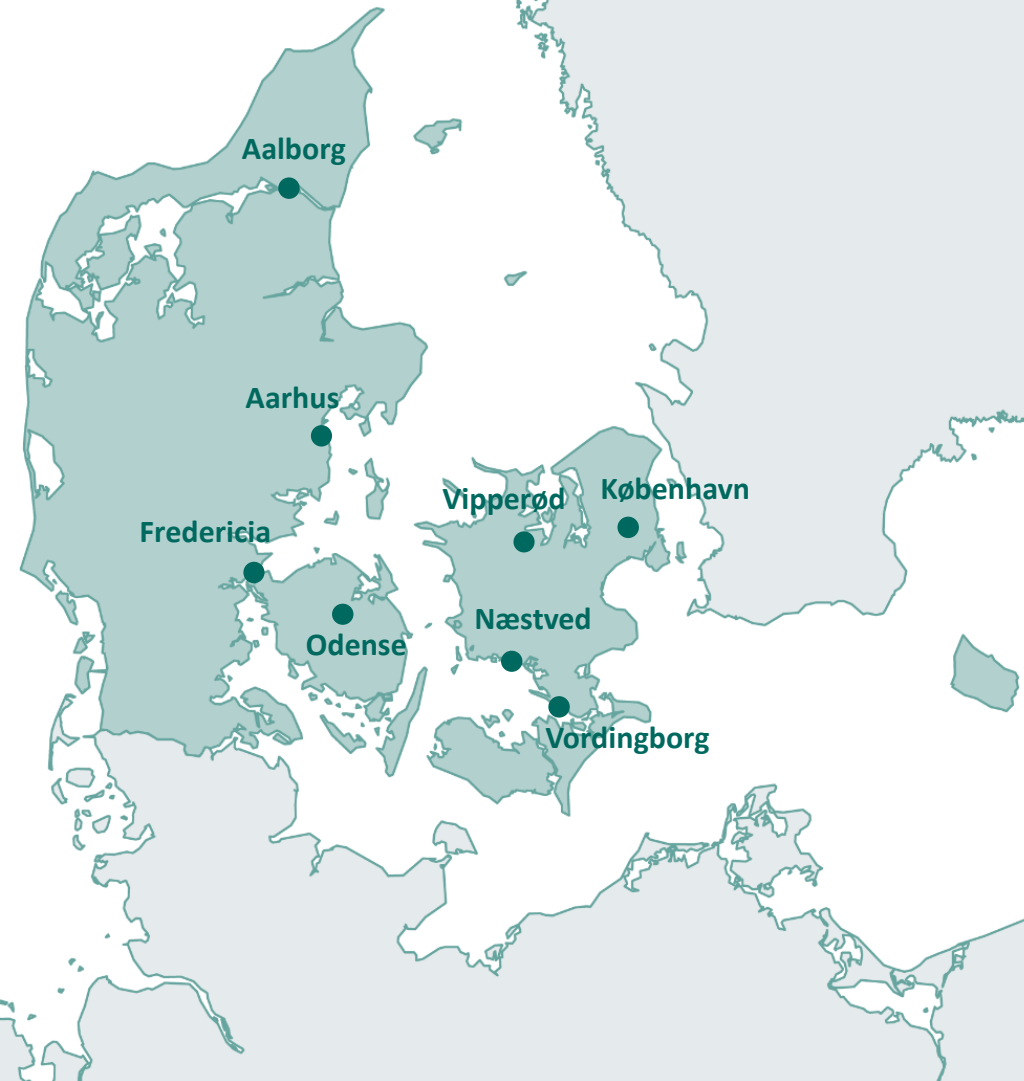 Aalborg
Aarhus
Vipperød
København
Fredericia
Næstved
Odense
Vordingborg